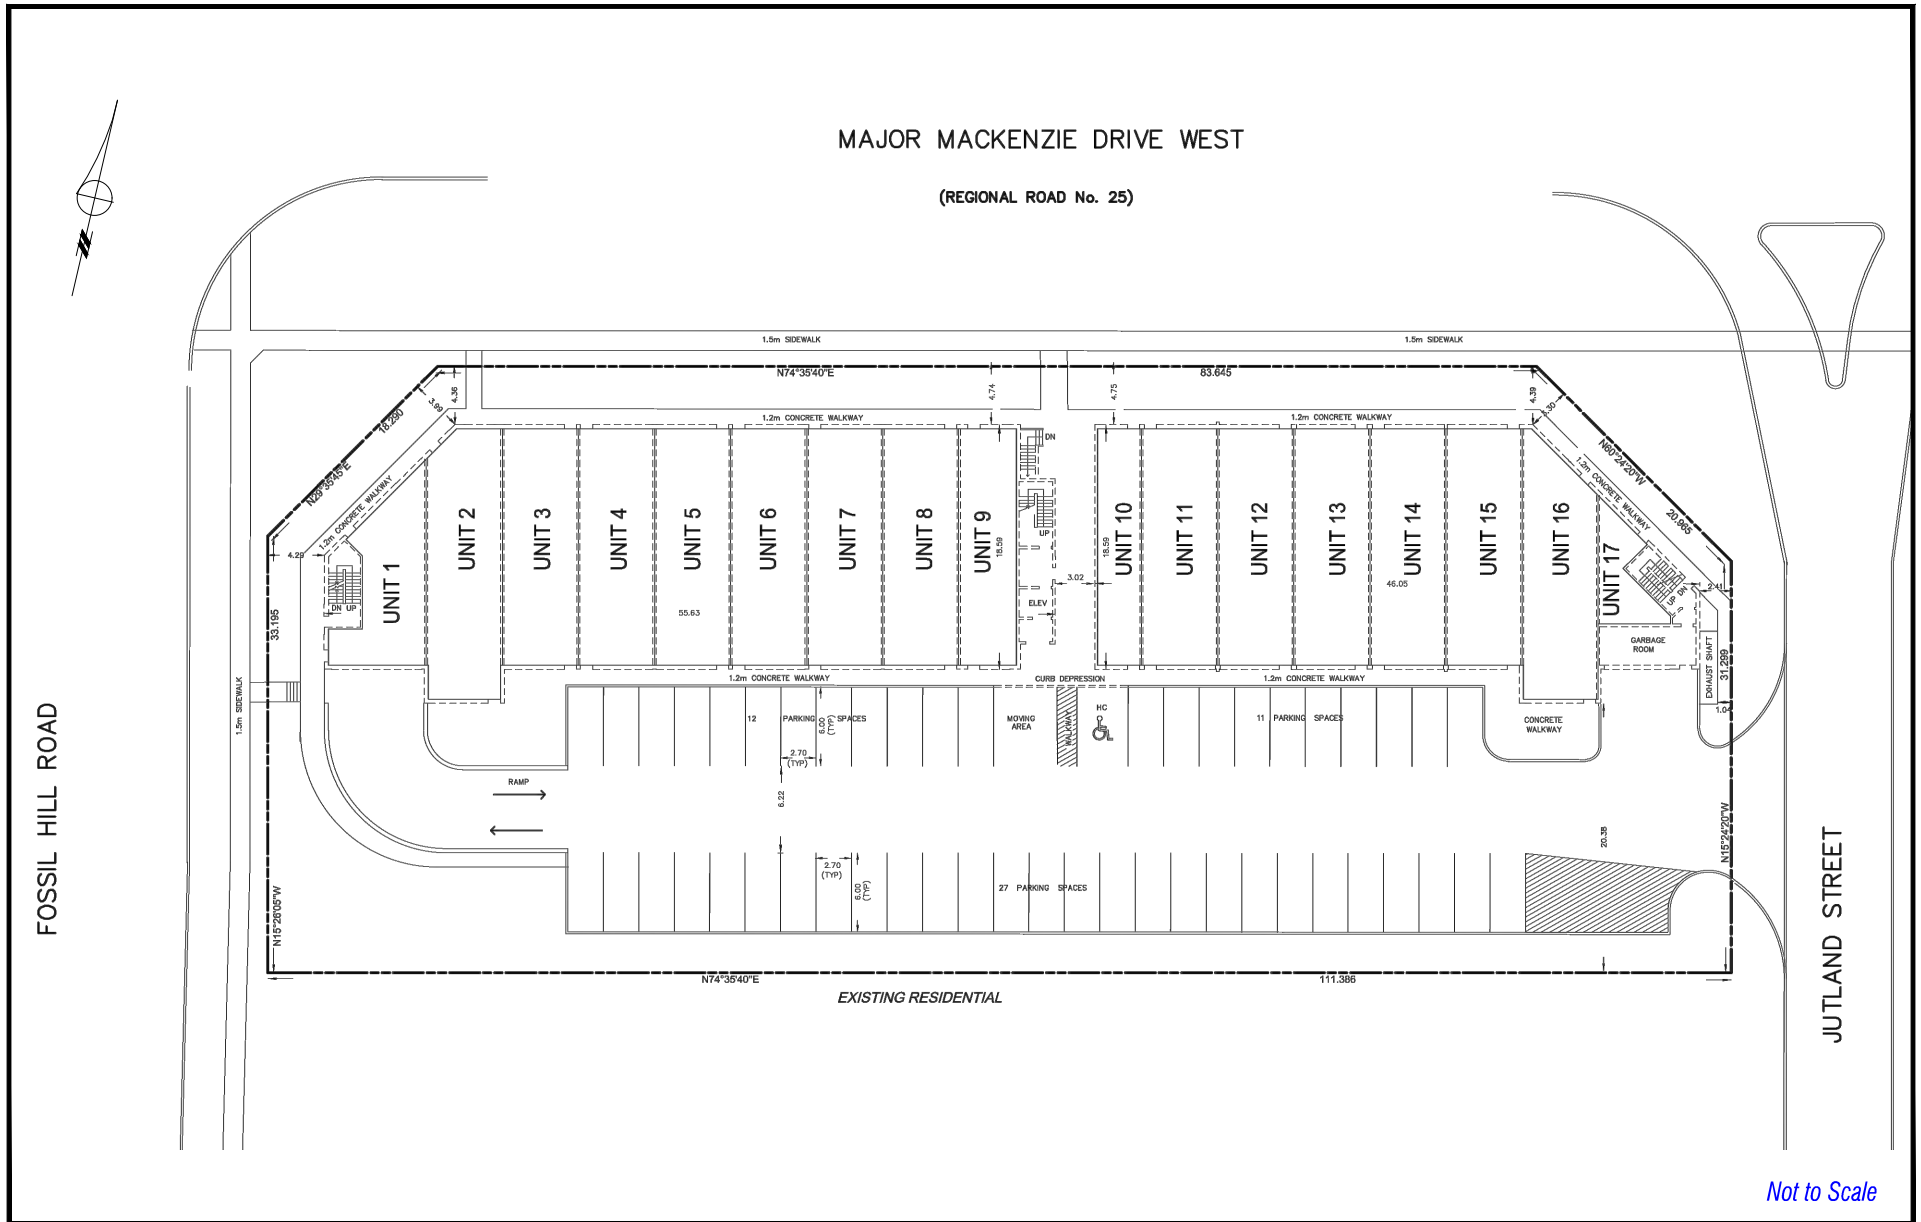 MAJOR MACKENZIE DRIVE WEST
(REGIONAL ROAD No. 25)
1.5m SIDEWALK
1.5m SIDEWALK
N74°35'40"E
83.645
4.36
3.99
4.74
4.75
4.39
18.290
N29°35'45"E
1.2m CONCRETE WALKWAY
1.2m CONCRETE WALKWAY
1.2m CONCRETE WALKWAY
N60°24'20"W
1.2m CONCRETE WALKWAY
20.965
4.29
33.195
DN UP
UNIT 1
UNIT 2
UNIT 3
UNIT 4
UNIT 5
UNIT 6
UNIT 7
UNIT 8
UNIT 9
18.59
DN
UP
ELEV
3.02
18.59
UNIT 10
UNIT 11
UNIT 12
UNIT 13
UNIT 14
UNIT 15
UNIT 16
UNIT 17
55.63
46.05
UP DN
2.41
GARBAGE
ROOM
EXHAUST SHAFT
31.299
1.04
1.2m CONCRETE WALKWAY
CURB DEPRESSION
1.2m CONCRETE WALKWAY
1.5m SIDEWALK
12 PARKING SPACES
6.00
(TYP)
2.70
(TYP)
MOVING
AREA
WALKWAY
HC
11 PARKING SPACES
CONCRETE
WALKWAY
RAMP
6.22
20.38
N15°24'20"W
2.70
(TYP)
6.00
(TYP)
27 PARKING SPACES
N15°26'05"W
N74°35'40"E
111.386
EXISTING RESIDENTIAL
FOSSIL HILL ROAD
JUTLAND STREET
Not to Scale